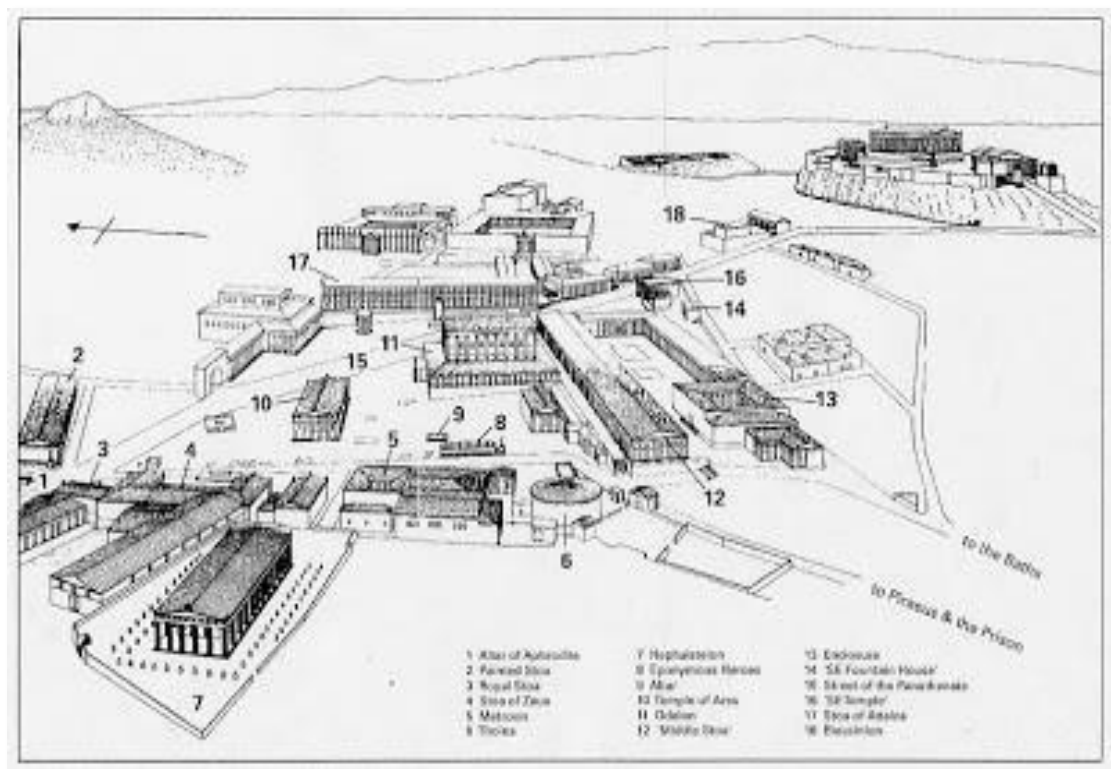 18
17
16
14
2
11
15
10
13
9
8
5
3
4
1
12
6
to the Baths
to Piraeus & the Prison
7
1 Altar of Aphrodite
2 Painted Stoa
3 Royal Stoa
4 Stoa of Zeus
5 Metroon
6 Tholos
7 Hephaisteion
8 Eponymous Heroes
9 Altar
10 Temple of Ares
11 Odeion
12 'Middle Stoa'
13
14 'SE Fountain House'
15 Street of the Panathenaia
16 'SE Temple'
17 Stoa of Attalos
18 Eleusinion